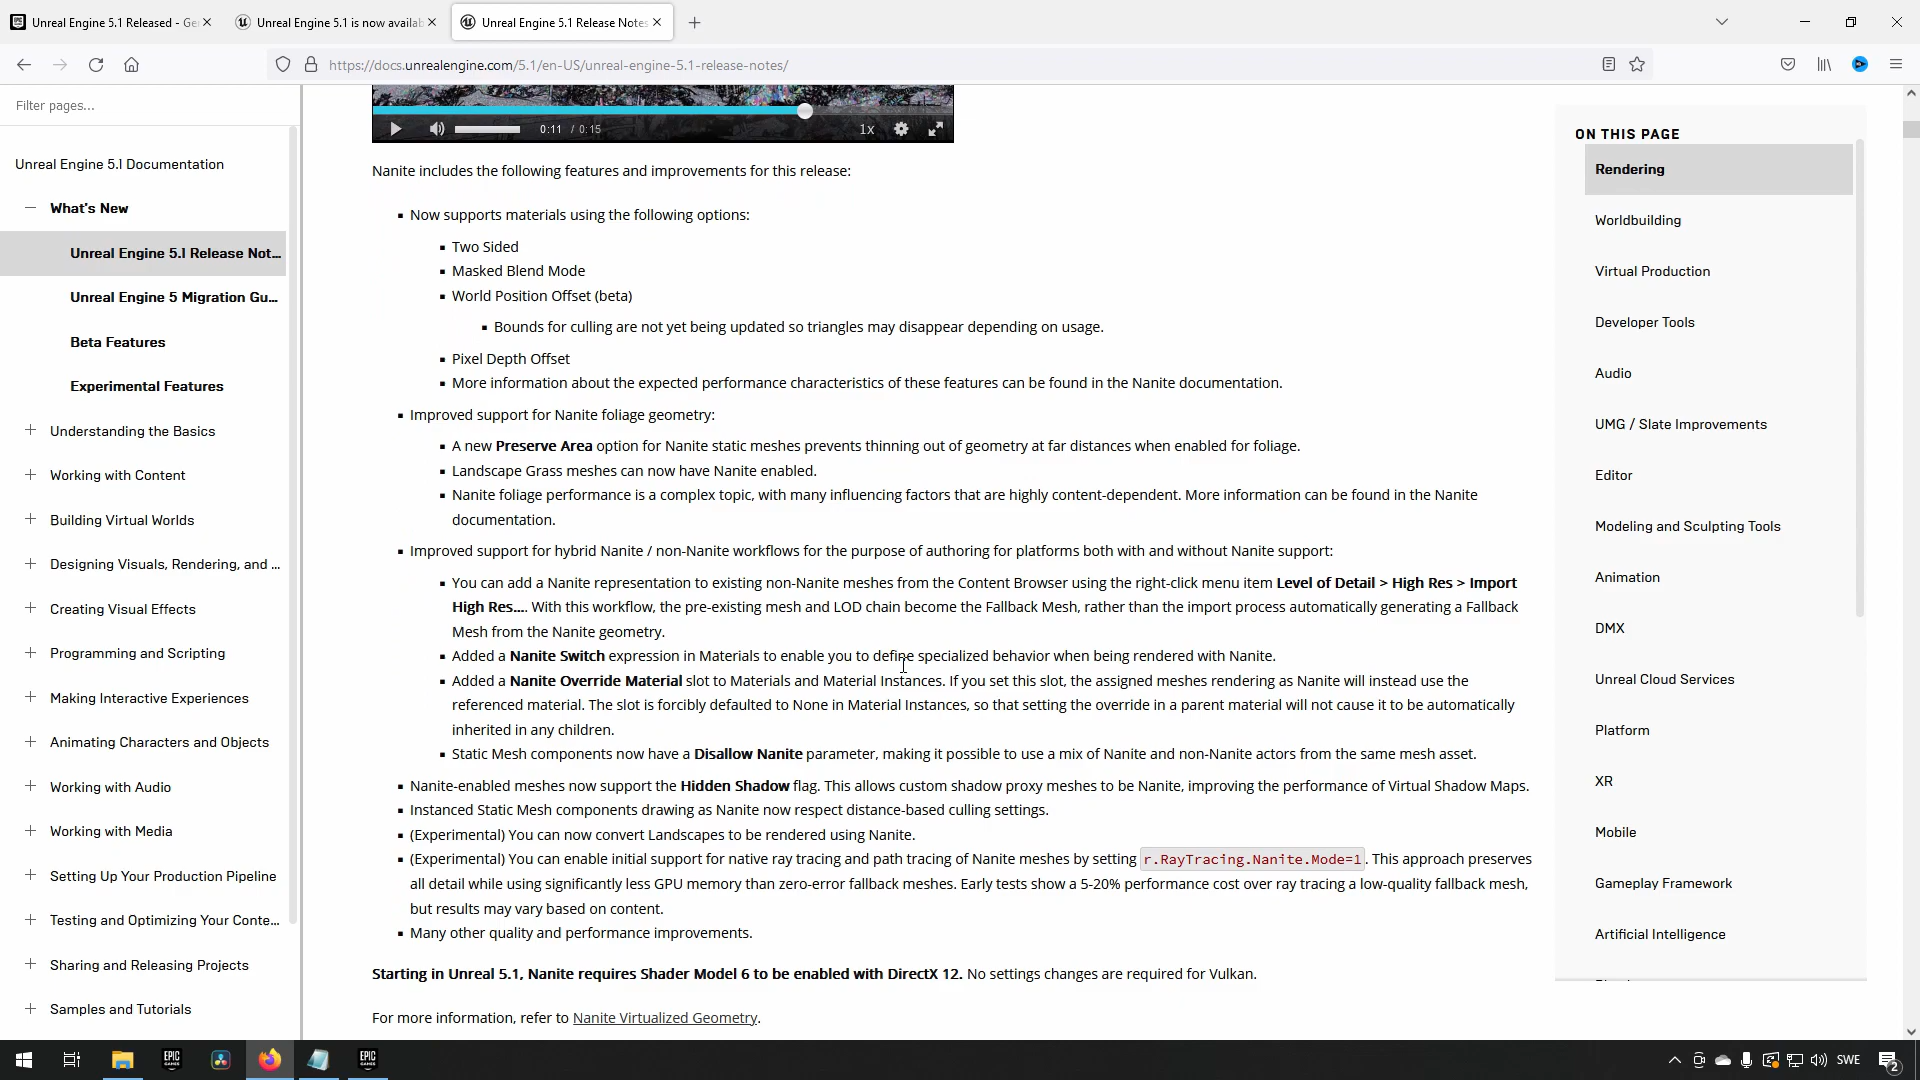 Unreal Engine 5.1 Released - Ge
Unreal Engine 5.1 is now availab
Unreal Engine 5.1 Release Notes
https://docs.unrealengine.com/5.1/en-US/unreal-engine-5.1-release-notes/
Filter pages...
Unreal Engine 5.1 Documentation
What's New
Unreal Engine 5.1 Release Not...
Unreal Engine 5 Migration Gu...
Beta Features
Experimental Features
Understanding the Basics
Working with Content
Building Virtual Worlds
Designing Visuals, Rendering, and ...
Creating Visual Effects
Programming and Scripting
Making Interactive Experiences
Animating Characters and Objects
Working with Audio
Working with Media
Setting Up Your Production Pipeline
Testing and Optimizing Your Conte...
Sharing and Releasing Projects
Samples and Tutorials
0:11 / 0:15
1x
Nanite includes the following features and improvements for this release:
Now supports materials using the following options:
Two Sided
Masked Blend Mode
World Position Offset (beta)
Bounds for culling are not yet being updated so triangles may disappear depending on usage.
Pixel Depth Offset
More information about the expected performance characteristics of these features can be found in the Nanite documentation.
Improved support for Nanite foliage geometry:
A new Preserve Area option for Nanite static meshes prevents thinning out of geometry at far distances when enabled for foliage.
Landscape Grass meshes can now have Nanite enabled.
Nanite foliage performance is a complex topic, with many influencing factors that are highly content-dependent. More information can be found in the Nanite
documentation.
Improved support for hybrid Nanite / non-Nanite workflows for the purpose of authoring for platforms both with and without Nanite support:
You can add a Nanite representation to existing non-Nanite meshes from the Content Browser using the right-click menu item Level of Detail > High Res > Import
High Res.... With this workflow, the pre-existing mesh and LOD chain become the Fallback Mesh, rather than the import process automatically generating a Fallback
Mesh from the Nanite geometry.
Added a Nanite Switch expression in Materials to enable you to define specialized behavior when being rendered with Nanite.
Added a Nanite Override Material slot to Materials and Material Instances. If you set this slot, the assigned meshes rendering as Nanite will instead use the
referenced material. The slot is forcibly defaulted to None in Material Instances, so that setting the override in a parent material will not cause it to be automatically
inherited in any children.
Static Mesh components now have a Disallow Nanite parameter, making it possible to use a mix of Nanite and non-Nanite actors from the same mesh asset.
Nanite-enabled meshes now support the Hidden Shadow flag. This allows custom shadow proxy meshes to be Nanite, improving the performance of Virtual Shadow Maps.
Instanced Static Mesh components drawing as Nanite now respect distance-based culling settings.
(Experimental) You can now convert Landscapes to be rendered using Nanite.
(Experimental) You can enable initial support for native ray tracing and path tracing of Nanite meshes by setting r.RayTracing.Nanite.Mode=1. This approach preserves
all detail while using significantly less GPU memory than zero-error fallback meshes. Early tests show a 5-20% performance cost over ray tracing a low-quality fallback mesh,
but results may vary based on content.
Many other quality and performance improvements.
Starting in Unreal 5.1, Nanite requires Shader Model 6 to be enabled with DirectX 12. No settings changes are required for Vulkan.
For more information, refer to Nanite Virtualized Geometry.
ON THIS PAGE
Rendering
Worldbuilding
Virtual Production
Developer Tools
Audio
UMG / Slate Improvements
Editor
Modeling and Sculpting Tools
Animation
DMX
Unreal Cloud Services
Platform
XR
Mobile
Gameplay Framework
Artificial Intelligence
EPIC
GAMES
EPIC
GAMES
SWE
2